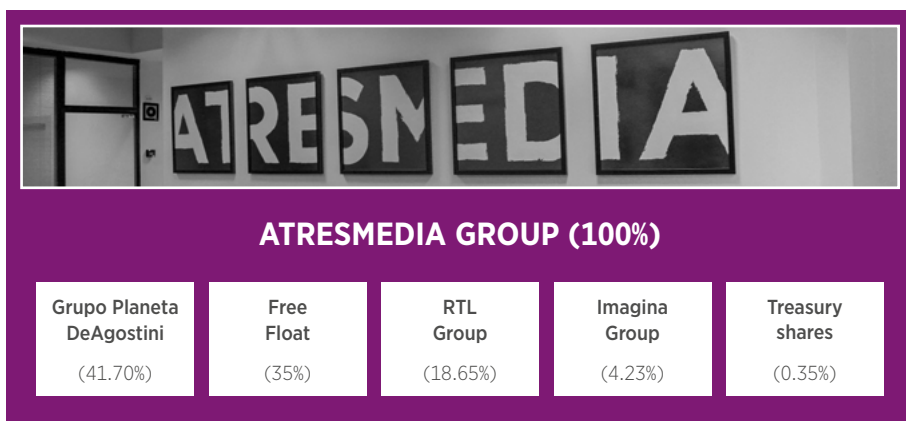 ATRESMEDIA
ATRESMEDIA GROUP (100%)
Grupo Planeta
DeAgostini
(41.70%)
Free
Float
(35%)
RTL
Group
(18.65%)
Imagina
Group
(4.23%)
Treasury
shares
(0.35%)